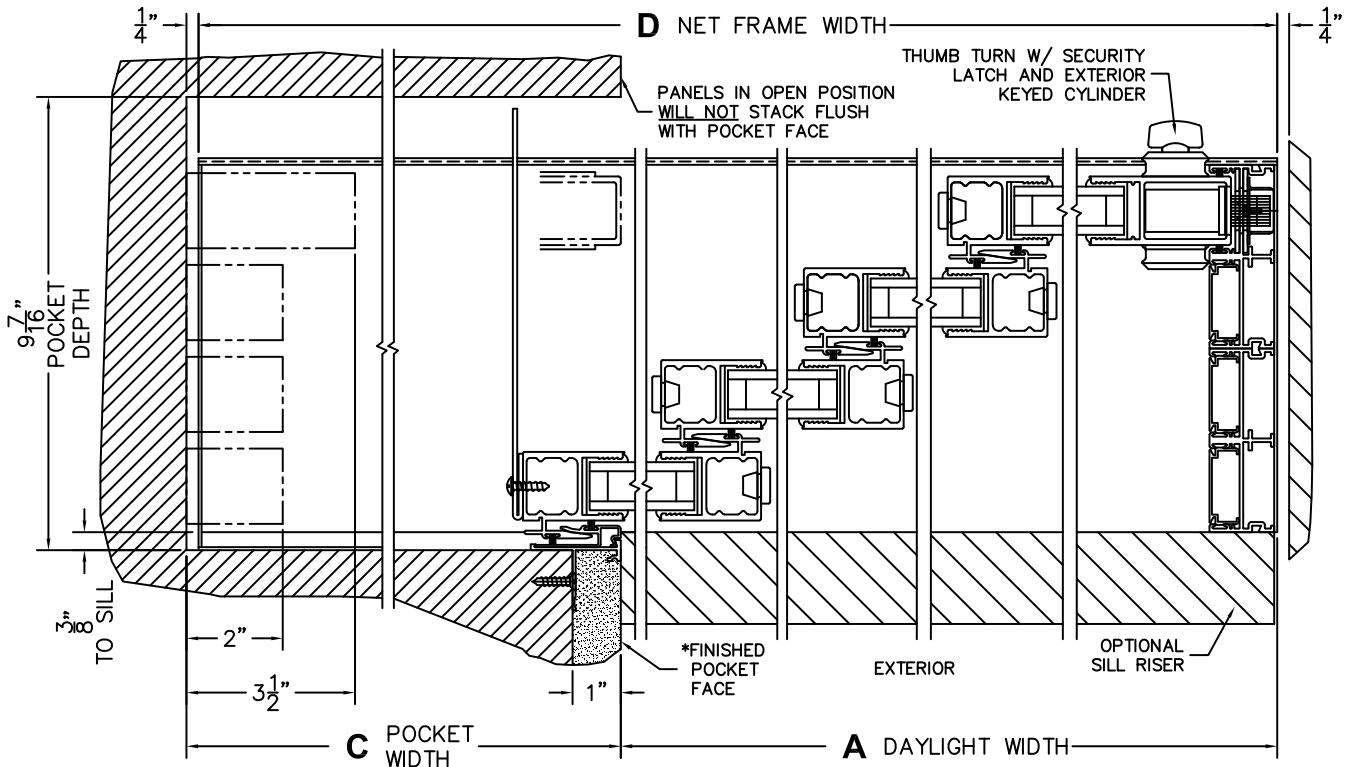 1/4"
D NET FRAME WIDTH
1/4"
THUMB TURN W/ SECURITY
LATCH AND EXTERIOR
KEYED CYLINDER
PANELS IN OPEN POSITION
WILL NOT STACK FLUSH
WITH POCKET FACE
9 7/16"
POCKET
DEPTH
3/8"
TO SILL
2"
3 1/2"
1"
*FINISHED
POCKET
FACE
EXTERIOR
OPTIONAL
SILL RISER
C POCKET
WIDTH
A DAYLIGHT WIDTH